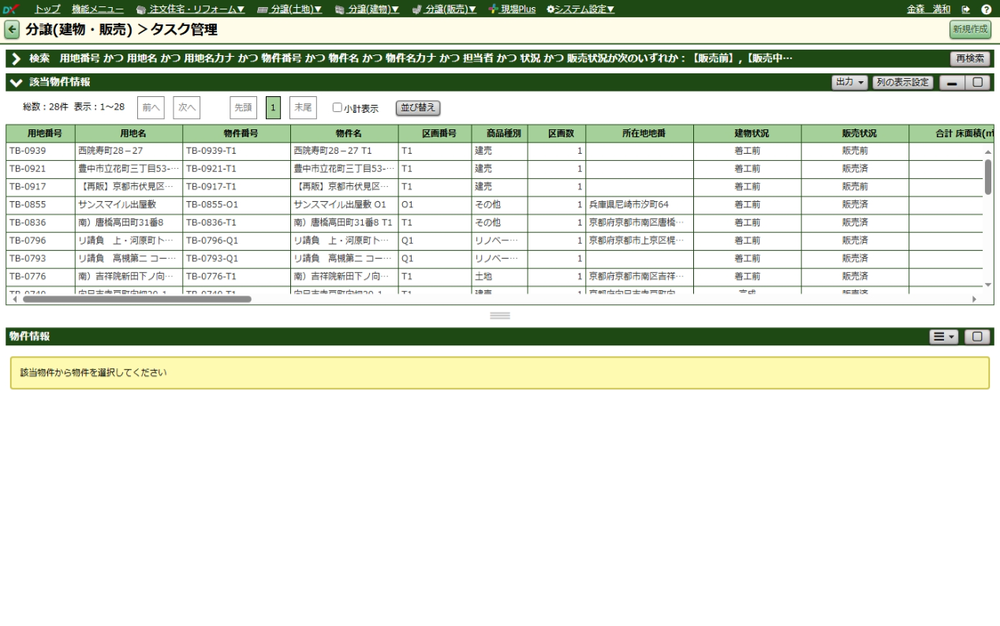 DX トップ 機能メニュー 注文住宅・リフォーム▼ 分譲(土地)▼ 分譲(建物)▼ 分譲(販売)▼ 現場Plus システム設定▼ 金森　満和
分譲(建物・販売) ＞タスク管理 新規作成
検索 用地番号 かつ 用地名 かつ 用地名カナ かつ 物件番号 かつ 物件名 かつ 物件名カナ かつ 担当者 かつ 状況 かつ 販売状況が次のいずれか：【販売前】,【販売中… 再検索
該当物件情報 出力 列の表示設定
総数：28件 表示：1～28 前へ 次へ 先頭 1 末尾 小計表示 並び替え
用地番号 用地名 物件番号 物件名 区画番号 商品種別 区画数 所在地地番 建物状況 販売状況 合計 床面積(㎡
TB-0939 西院寿町28－27 TB-0939-T1 西院寿町28－27 T1 T1 建売 1 着工前 販売前
TB-0921 豊中市立花町三丁目53-… TB-0921-T1 豊中市立花町三丁目53-… T1 建売 1 着工前 販売済
TB-0917 【再販】京都市伏見区… TB-0917-T1 【再販】京都市伏見区… T1 建売 1 着工前 販売前
TB-0855 サンスマイル出屋敷 TB-0855-O1 サンスマイル出屋敷 O1 O1 その他 1 兵庫県尼崎市汐町64 着工前 販売済
TB-0836 南）唐橋高田町31番8 TB-0836-T1 南）唐橋高田町31番8 T1 T1 その他 1 京都府京都市南区唐橋… 着工前 販売済
TB-0796 リ請負　上・河原町ト… TB-0796-Q1 リ請負　上・河原町ト… Q1 リノベー… 1 京都府京都市上京区梶… 着工前 販売済
TB-0793 リ請負　高槻第二 コー… TB-0793-Q1 リ請負　高槻第二 コー… Q1 リノベー… 1 着工前 販売済
TB-0776 南）吉祥院新田下ノ向… TB-0776-T1 南）吉祥院新田下ノ向… T1 土地 1 京都府京都市南区吉祥… 着工前 販売済
物件情報
該当物件から物件を選択してください